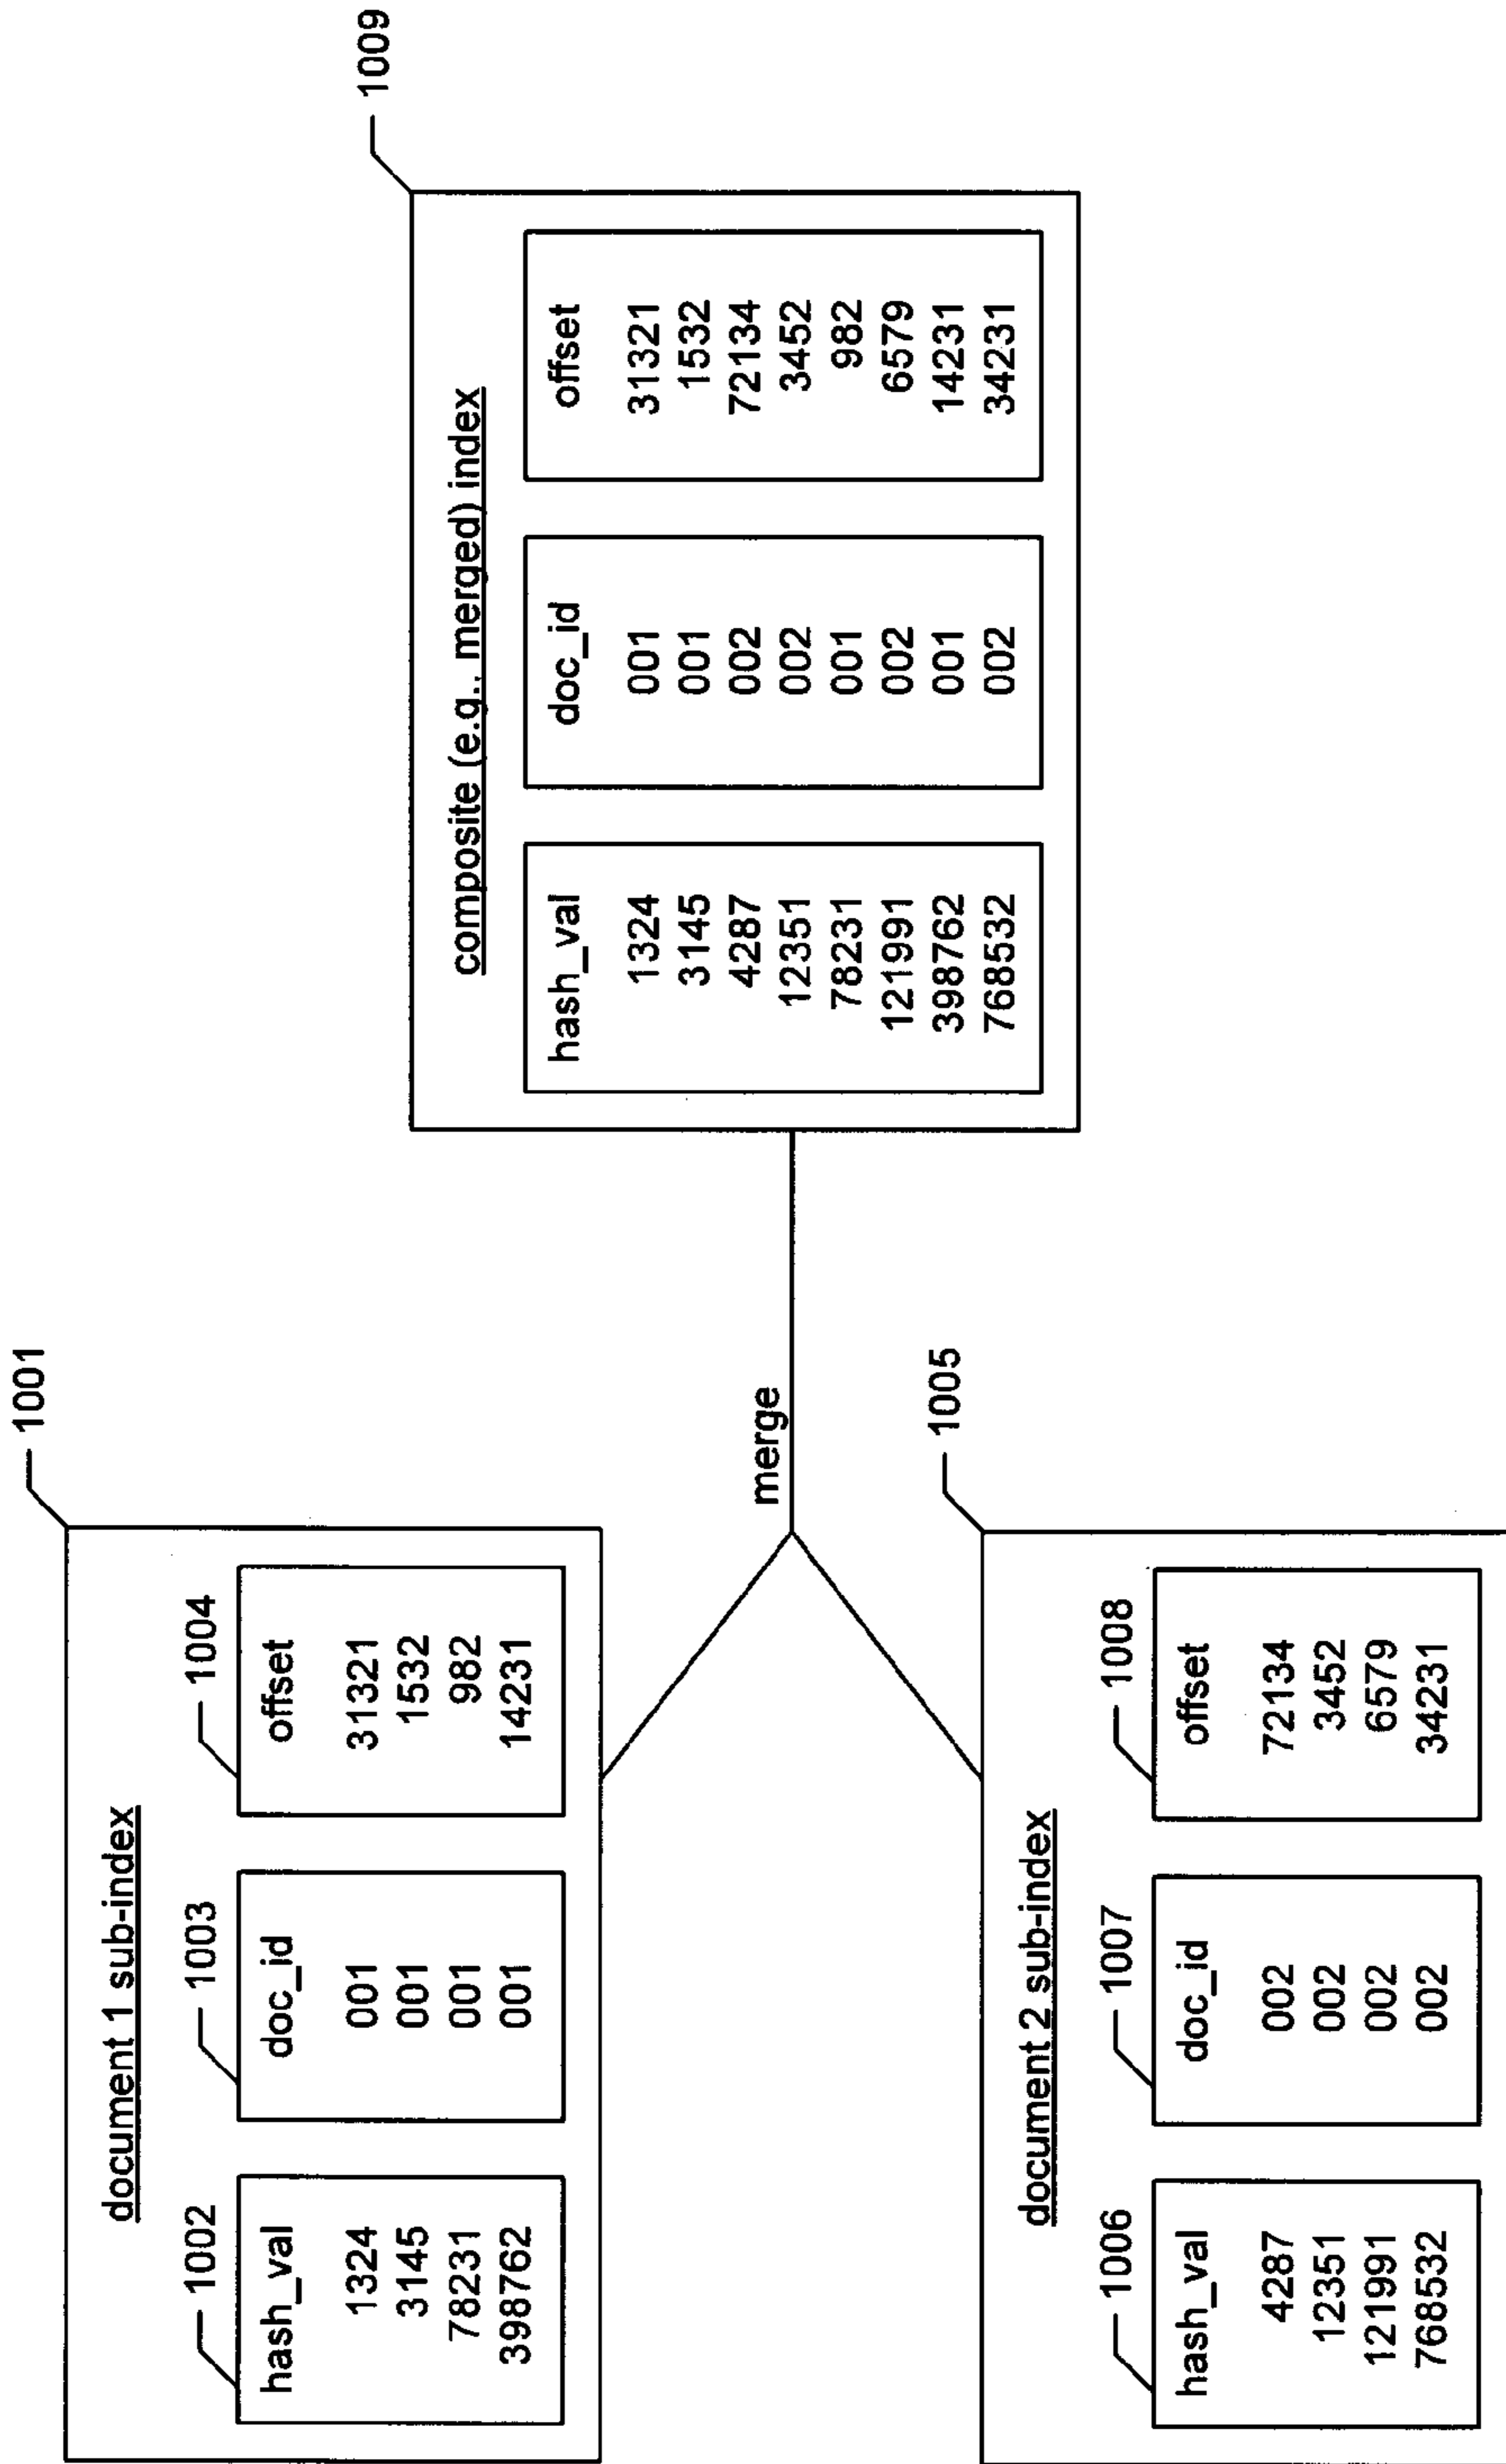 1001
document 1 sub-index
1002
1003
1004
hash_val doc_id offset
1324 001 31321
3145 001 1532
78231 001 982
398762 001 14231
merge
1005
document 2 sub-index
1006
1007
1008
hash_val doc_id offset
4287 002 72134
12351 002 3452
121991 002 6579
768532 002 34231
1009
composite (e.g., merged) index
hash_val doc_id offset
1324 001 31321
3145 001 1532
4287 002 72134
12351 002 3452
78231 001 982
121991 002 6579
398762 001 14231
768532 002 34231